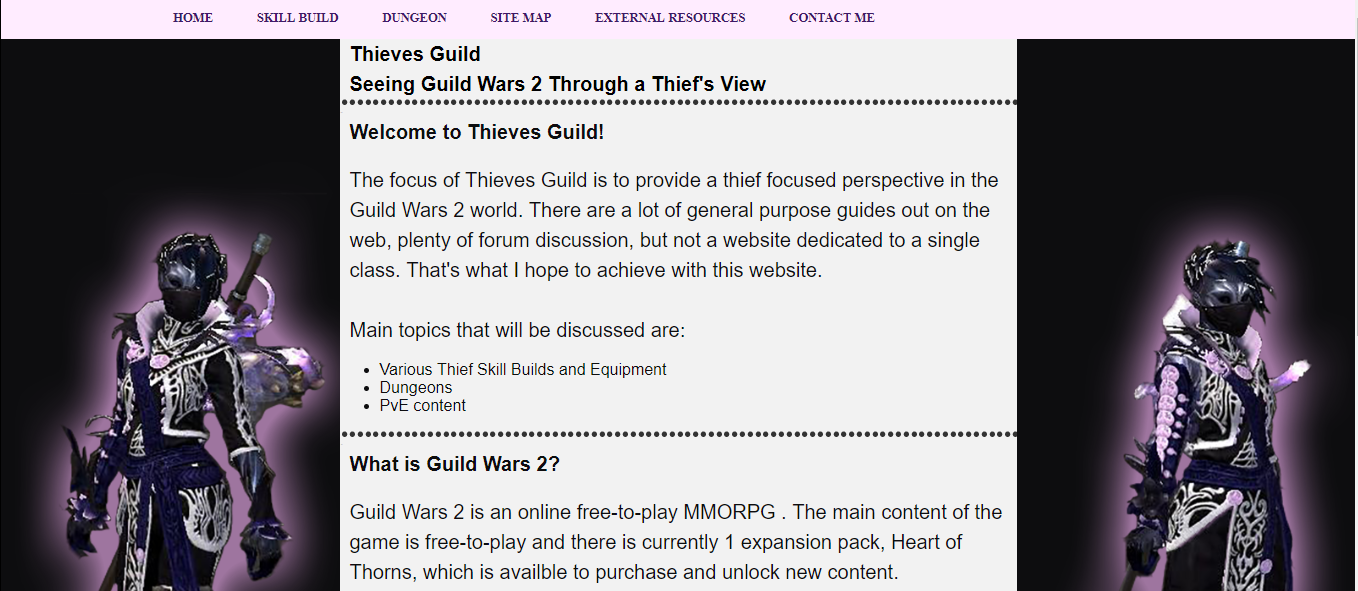 HOME SKILL BUILD DUNGEON SITE MAP EXTERNAL RESOURCES CONTACT ME
Thieves Guild
Seeing Guild Wars 2 Through a Thief's View
Welcome to Thieves Guild!
The focus of Thieves Guild is to provide a thief focused perspective in the
Guild Wars 2 world. There are a lot of general purpose guides out on the
web, plenty of forum discussion, but not a website dedicated to a single
class. That's what I hope to achieve with this website.
Main topics that will be discussed are:
• Various Thief Skill Builds and Equipment
• Dungeons
• PvE content
What is Guild Wars 2?
Guild Wars 2 is an online free-to-play MMORPG . The main content of the
game is free-to-play and there is currently 1 expansion pack, Heart of
Thorns, which is availble to purchase and unlock new content.